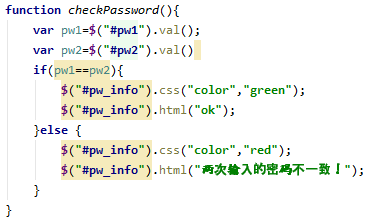 function checkPassword(){
var pw1=$("#pw1").val();
var pw2=$("#pw2").val()
if(pw1==pw2){
$("#pw_info").css("color","green");
$("#pw_info").html("ok");
}else {
$("#pw_info").css("color","red");
$("#pw_info").html("两次输入的密码不一致！");
}
}